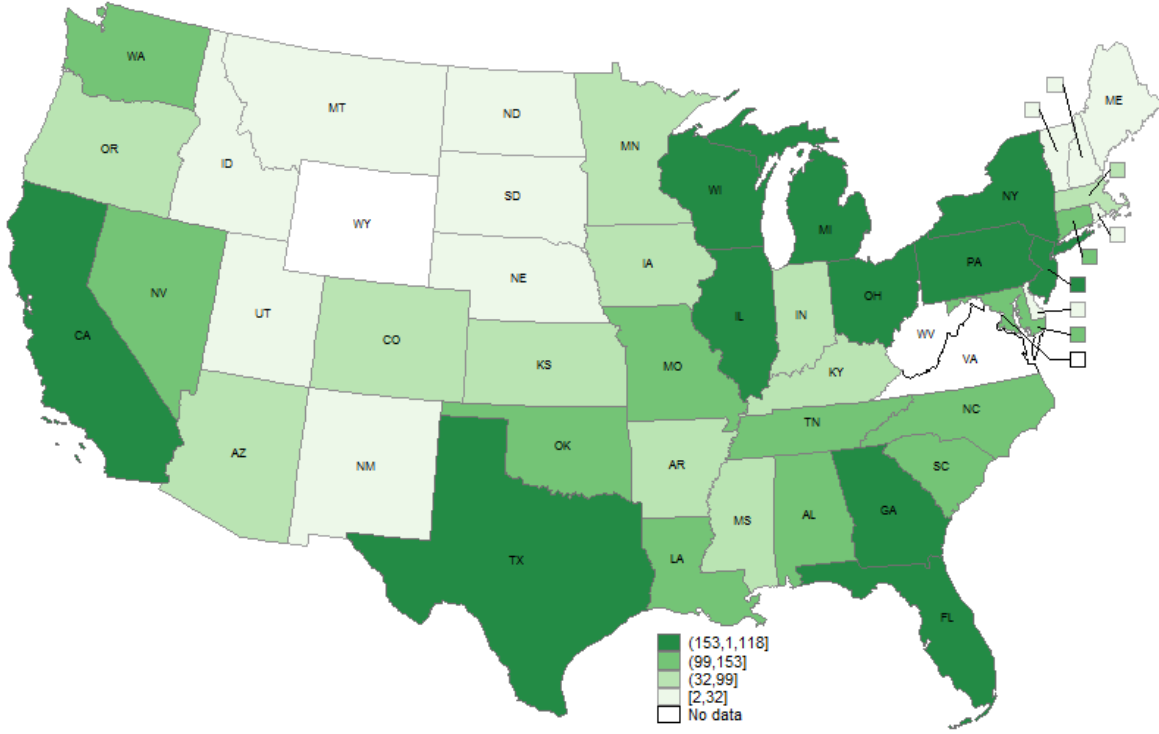 WA
MT
ND
ME
OR
ID
MN
SD
WI
NY
WY
MI
IA
PA
NE
NV
UT
OH
CA
IL
IN
CO
WV
VA
KS
MO
KY
NC
TN
OK
AZ
NM
AR
SC
MS
AL
GA
LA
TX
FL
(153,1,118]
(99,153]
(32,99]
[2,32]
No data